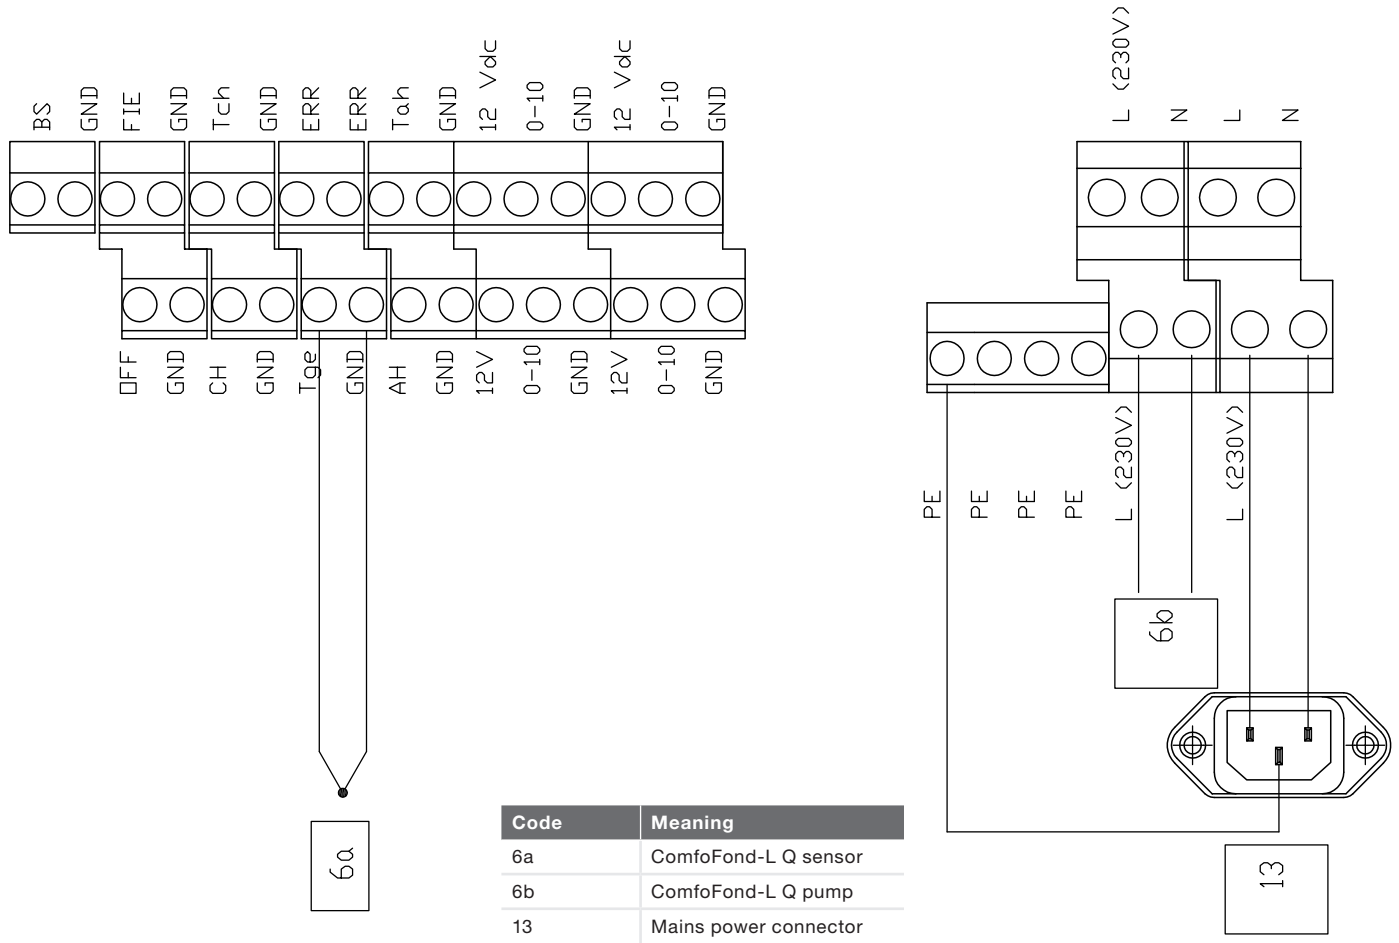 BS GND FIE GND Tch GND ERR ERR Tah GND 12 Vdc 0-10 GND 12 Vdc 0-10 GND
OFF GND CH GND Tge GND AH GND 12V 0-10 GND 12V 0-10 GND
L (230V) N L N
PE PE PE PE L (230V) L (230V)
6b
6a
13
Code Meaning
6a ComfoFond-L Q sensor
6b ComfoFond-L Q pump
13 Mains power connector